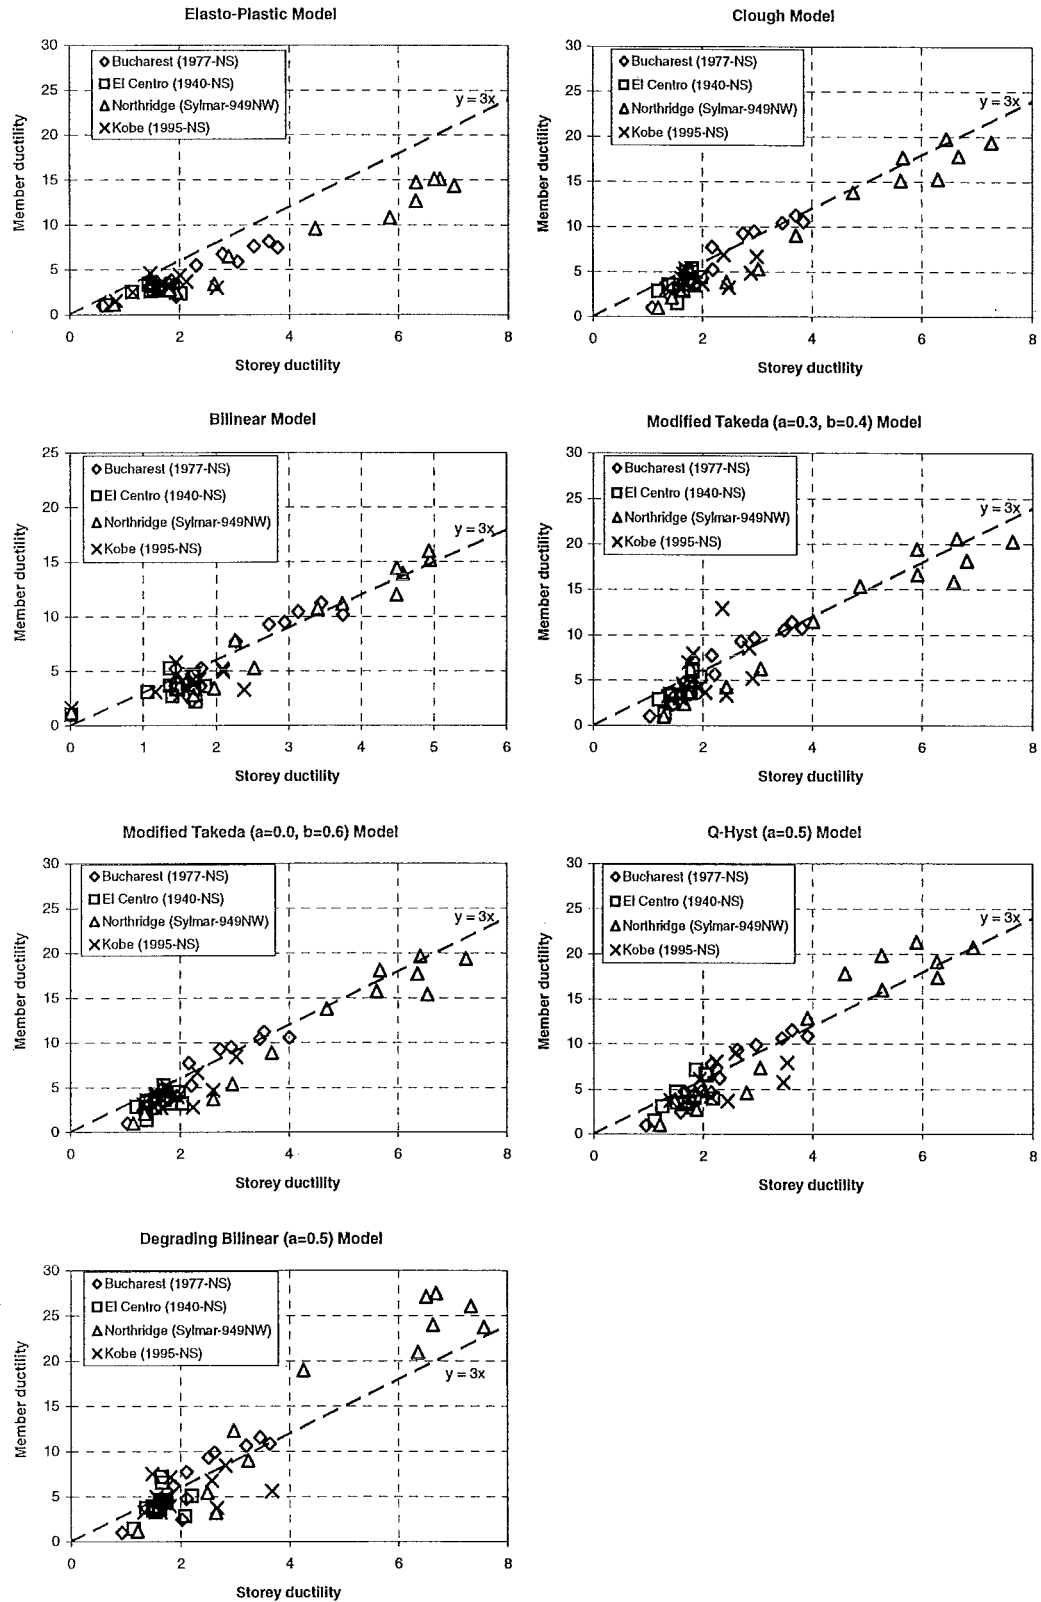 Elasto-Plastic Model
30
25
20
15
10
5
0
Member ductility
Bucharest (1977-NS)
El Centro (1940-NS)
Northridge (Sylmar-949NW)
Kobe (1995-NS)
y = 3x
0 2 4 6 8
Storey ductility
Clough Model
30
25
20
15
10
5
0
Member ductility
Bucharest (1977-NS)
El Centro (1940-NS)
Northridge (Sylmar-949NW)
Kobe (1995-NS)
y = 3x
0 2 4 6 8
Storey ductility
Bilinear Model
25
20
15
10
5
0
Member ductility
Bucharest (1977-NS)
El Centro (1940-NS)
Northridge (Sylmar-949NW)
Kobe (1995-NS)
y = 3x
0 1 2 3 4 5 6
Storey ductility
Modified Takeda (a=0.3, b=0.4) Model
30
25
20
15
10
5
0
Member ductility
Bucharest (1977-NS)
El Centro (1940-NS)
Northridge (Sylmar-949NW)
Kobe (1995-NS)
y = 3x
0 2 4 6 8
Storey ductility
Modified Takeda (a=0.0, b=0.6) Model
30
25
20
15
10
5
0
Member ductility
Bucharest (1977-NS)
El Centro (1940-NS)
Northridge (Sylmar-949NW)
Kobe (1995-NS)
y = 3x
0 2 4 6 8
Storey ductility
Q-Hyst (a=0.5) Model
30
25
20
15
10
5
0
Member ductility
Bucharest (1977-NS)
El Centro (1940-NS)
Northridge (Sylmar-949NW)
Kobe (1995-NS)
y = 3x
0 2 4 6 8
Storey ductility
Degrading Bilinear (a=0.5) Model
30
25
20
15
10
5
0
Member ductility
Bucharest (1977-NS)
El Centro (1940-NS)
Northridge (Sylmar-949NW)
Kobe (1995-NS)
y = 3x
0 2 4 6 8
Storey ductility